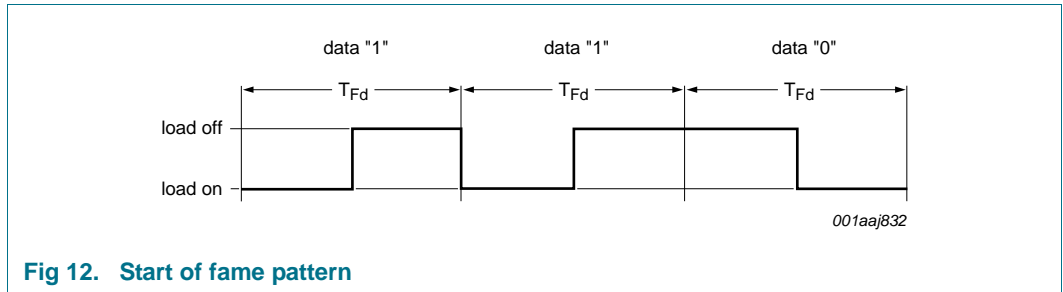 data "1" data "1" data "0"
TFd TFd TFd
load off
load on
001aaj832
Fig 12. Start of fame pattern